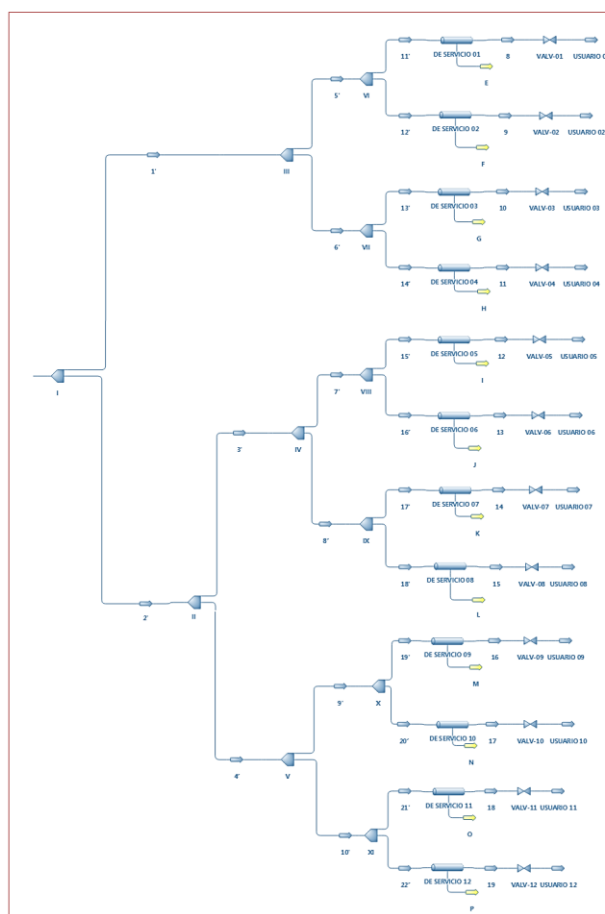 11' DE SERVICIO 01 8 VALV-01 USUARIO 0
5' VI E
12' DE SERVICIO 02 9 VALV-02 USUARIO 02
F
1' III
13' DE SERVICIO 03 10 VALV-03 USUARIO 03
6' VII G
14' DE SERVICIO 04 11 VALV-04 USUARIO 04
H
15' DE SERVICIO 05 12 VALV-05 USUARIO 05
I
7' VIII I
16' DE SERVICIO 06 13 VALV-06 USUARIO 06
3' IV
J
17' DE SERVICIO 07 14 VALV-07 USUARIO 07
8' IX K
18' DE SERVICIO 08 15 VALV-08 USUARIO 08
2' II L
19' DE SERVICIO 09 16 VALV-09 USUARIO 09
M
9' X
20' DE SERVICIO 10 17 VALV-10 USUARIO 10
N
4' V
21' DE SERVICIO 11 18 VALV-11 USUARIO 11
O
10' XI
22' DE SERVICIO 12 19 VALV-12 USUARIO 12
P